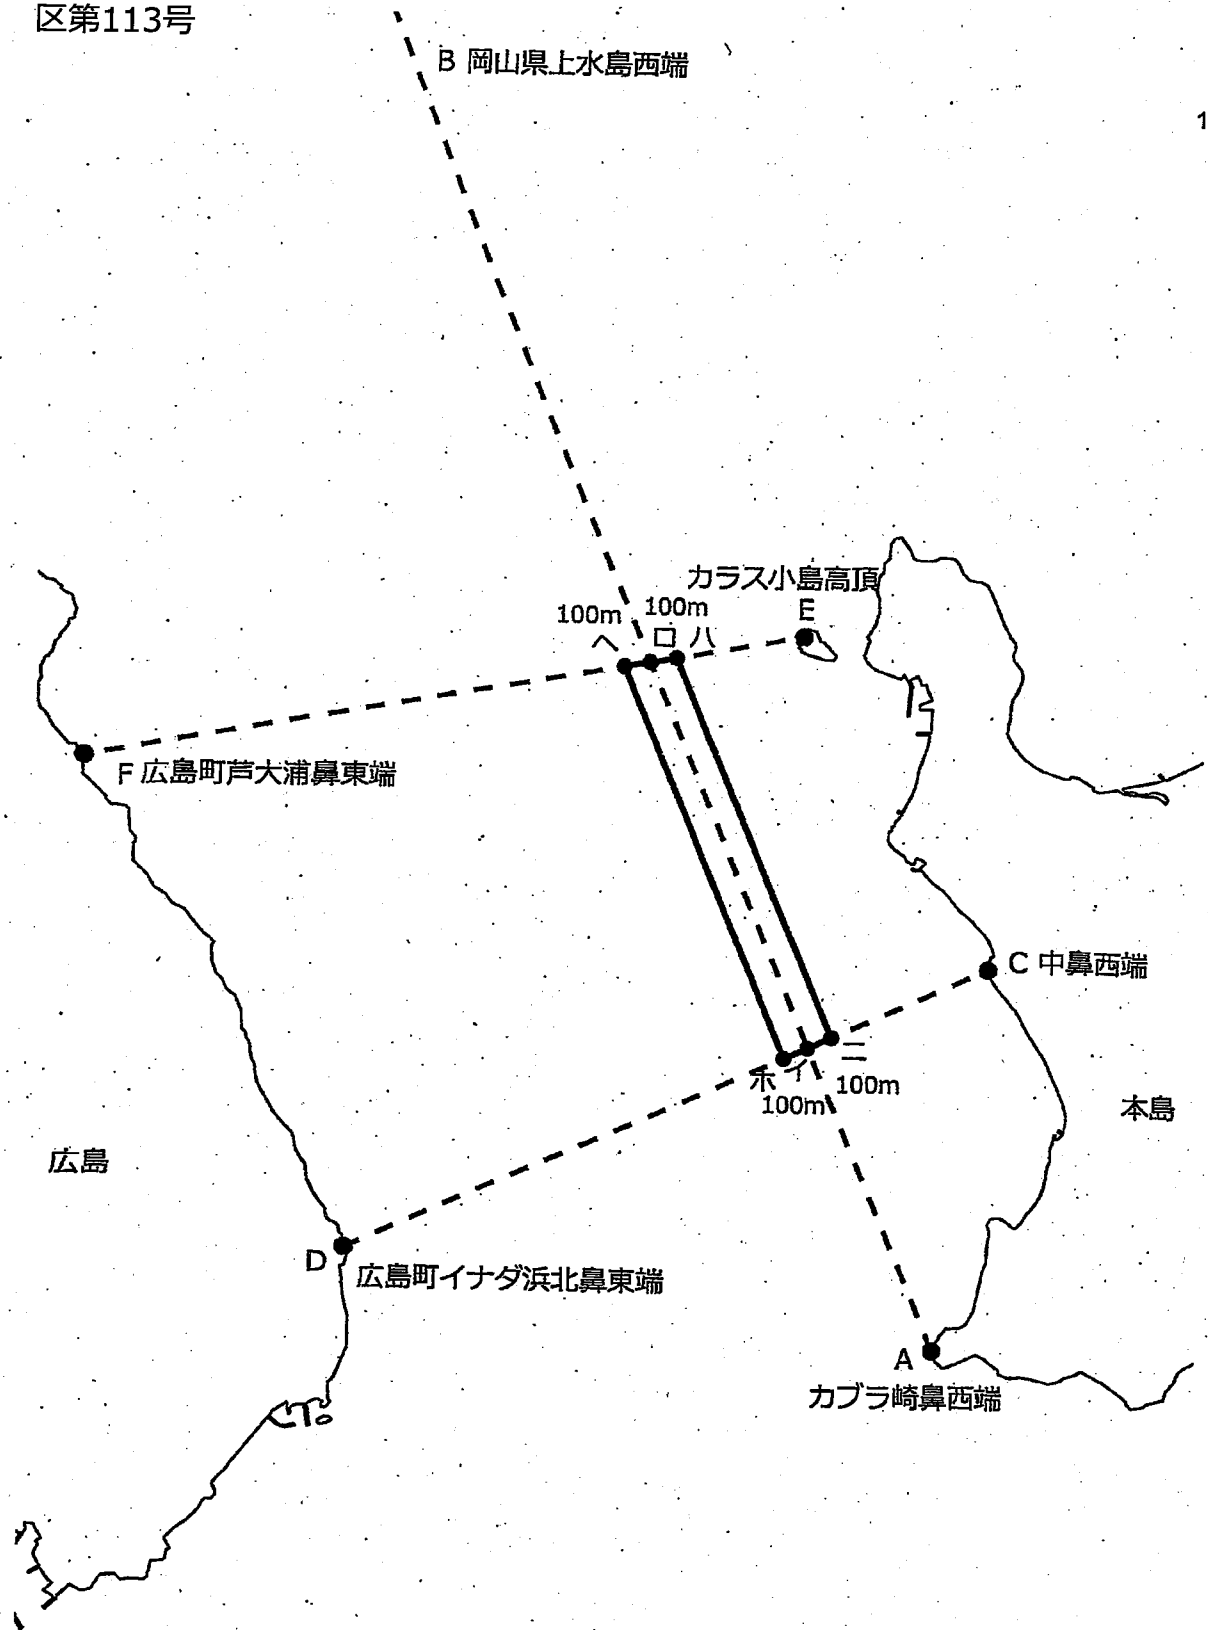 区第113号
B 岡山県上水島西端
1
カラス小島高頂
E
100m
100m
ヘ
ロ
ハ
F 広島町芦大浦鼻東端
C 中鼻西端
ニ
イ
ホ
100m
100m
本島
広島
D
広島町イナダ浜北鼻東端
A
カブラ崎鼻西端